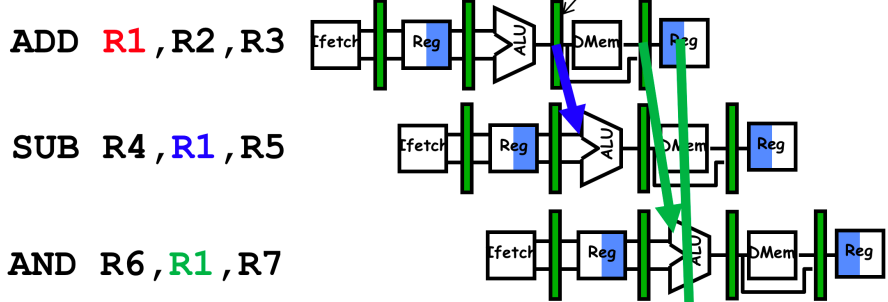 ADD R1,R2,R3 Ifetch Reg ALU DMem Reg
SUB R4,R1,R5 Ifetch Reg ALU DMem Reg
AND R6,R1,R7 Ifetch Reg ALU DMem Reg